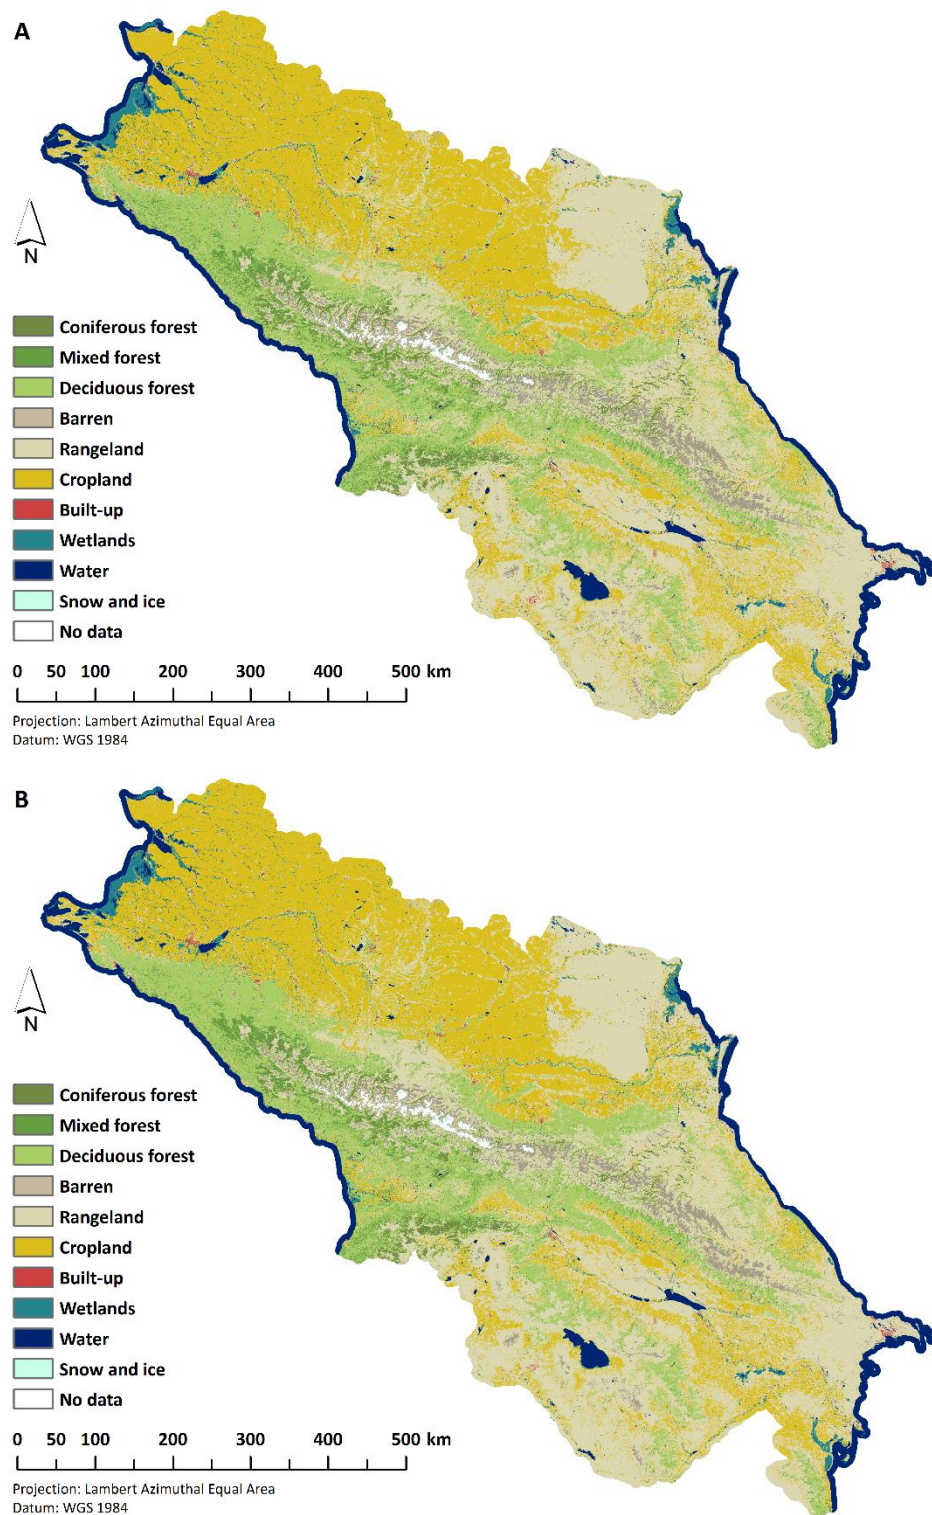 A
N
Coniferous forest
Mixed forest
Deciduous forest
Barren
Rangeland
Cropland
Built-up
Wetlands
Water
Snow and ice
No data
0 50 100 200 300 400 500 km
Projection: Lambert Azimuthal Equal Area
Datum: WGS 1984
B
N
Coniferous forest
Mixed forest
Deciduous forest
Barren
Rangeland
Cropland
Built-up
Wetlands
Water
Snow and ice
No data
0 50 100 200 300 400 500 km
Projection: Lambert Azimuthal Equal Area
Datum: WGS 1984